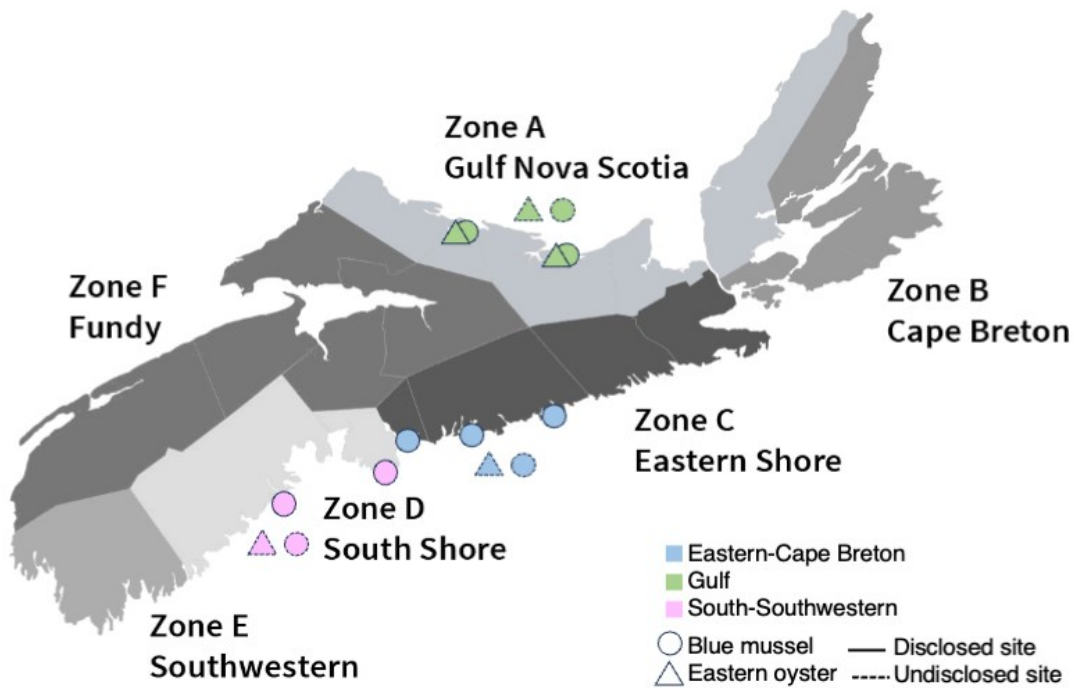 Zone A
Gulf Nova Scotia
Zone F
Fundy
Zone B
Cape Breton
Zone C
Eastern Shore
Zone D
South Shore
Zone E
Southwestern
Eastern-Cape Breton
Gulf
South-Southwestern
Blue mussel
Disclosed site
Eastern oyster
Undisclosed site